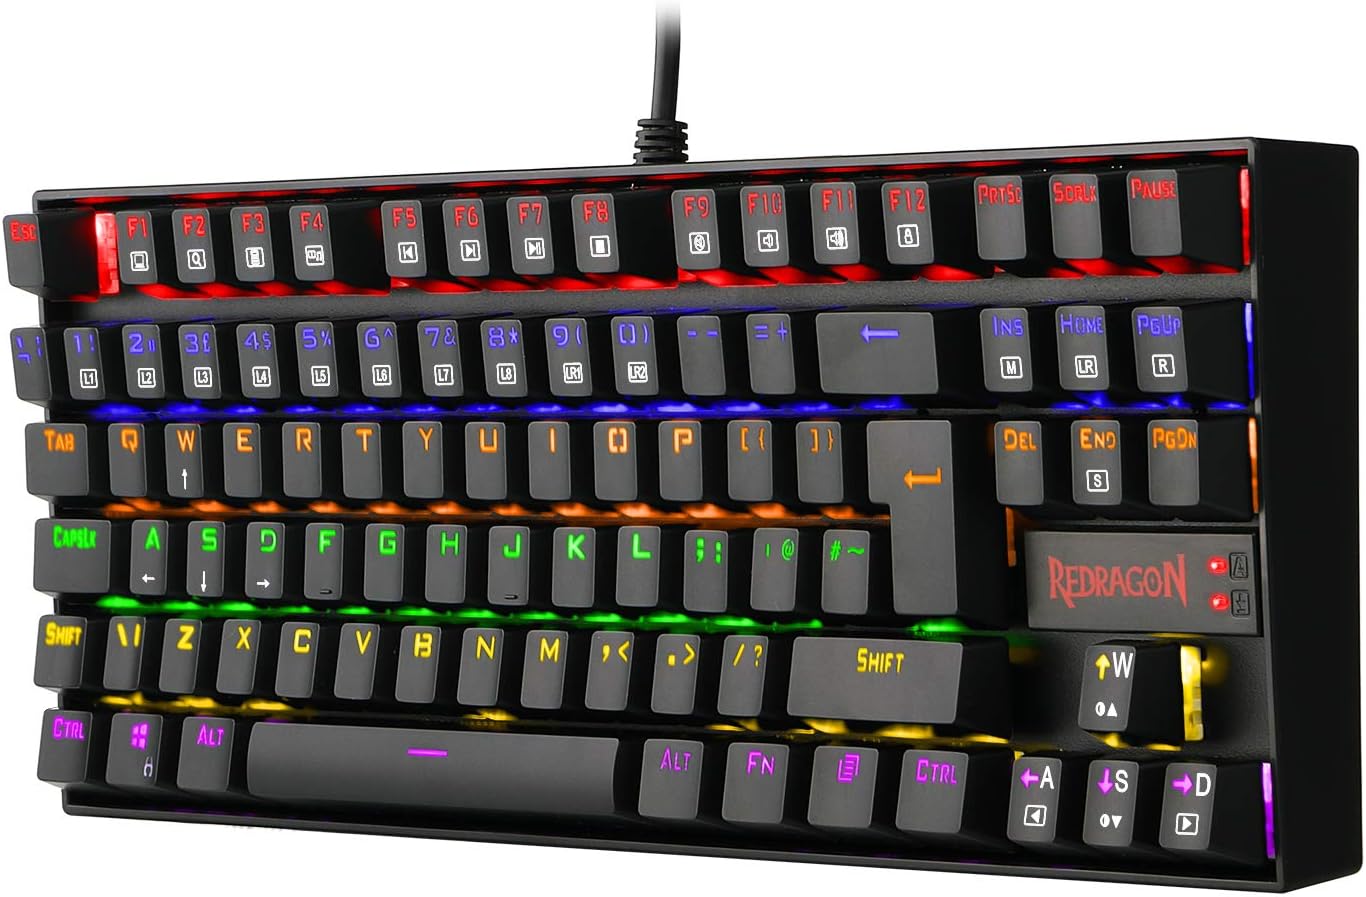 Esc F1 F2 F3 F4 F5 F6 F7 F8 F9 F10 F11 F12 PrtSc ScrLk Pause
1! 2" 3£ 4$ 5% 6^ 7& 8* 9( 0) -- =+ ← Ins Home PgUp
L1 L2 L3 L4 L5 L6 L7 L8 LR1 LR2 M LR R
Tab Q W E R T Y U I O P [{ ]} Del End PgDn
↑ S
CapsLk A S D F G H J K L ;: '@ #~
← ↓ →
REDRAGON
Shift \| Z X C V B N M ,< .> /? Shift ↑W
Ctrl Alt Alt Fn Ctrl ←A ↓S →D